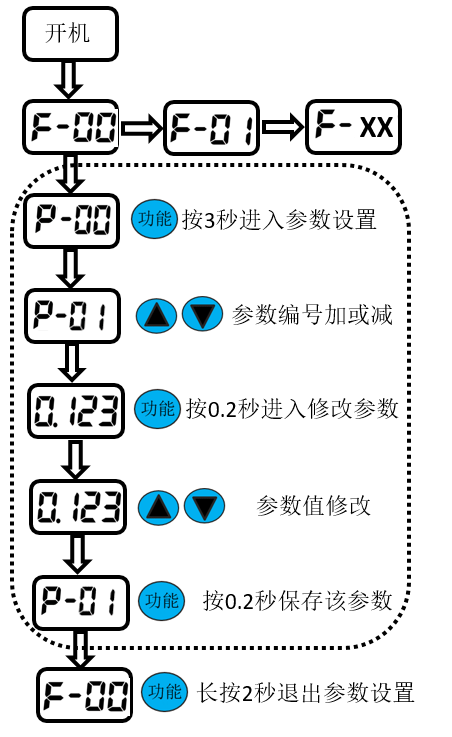 开机
F-00 F-01 F-XX
P-00 功能 按3秒进入参数设置
P-01 ▲ ▼ 参数编号加或减
0.123 功能 按0.2秒进入修改参数
0.123 ▲ ▼ 参数值修改
P-01 功能 按0.2秒保存该参数
F-00 功能 长按2秒退出参数设置